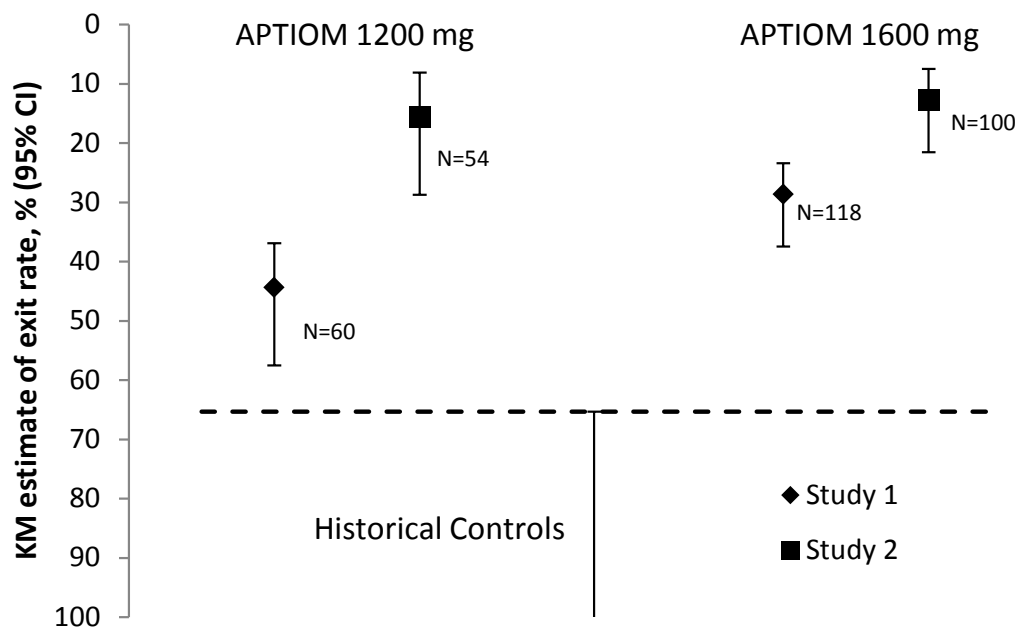 APTIOM 1200 mg
APTIOM 1600 mg
KM estimate of exit rate, % (95% CI)
0
10
20
30
40
50
60
70
80
90
100
N=60
N=54
N=118
N=100
Historical Controls
Study 1
Study 2